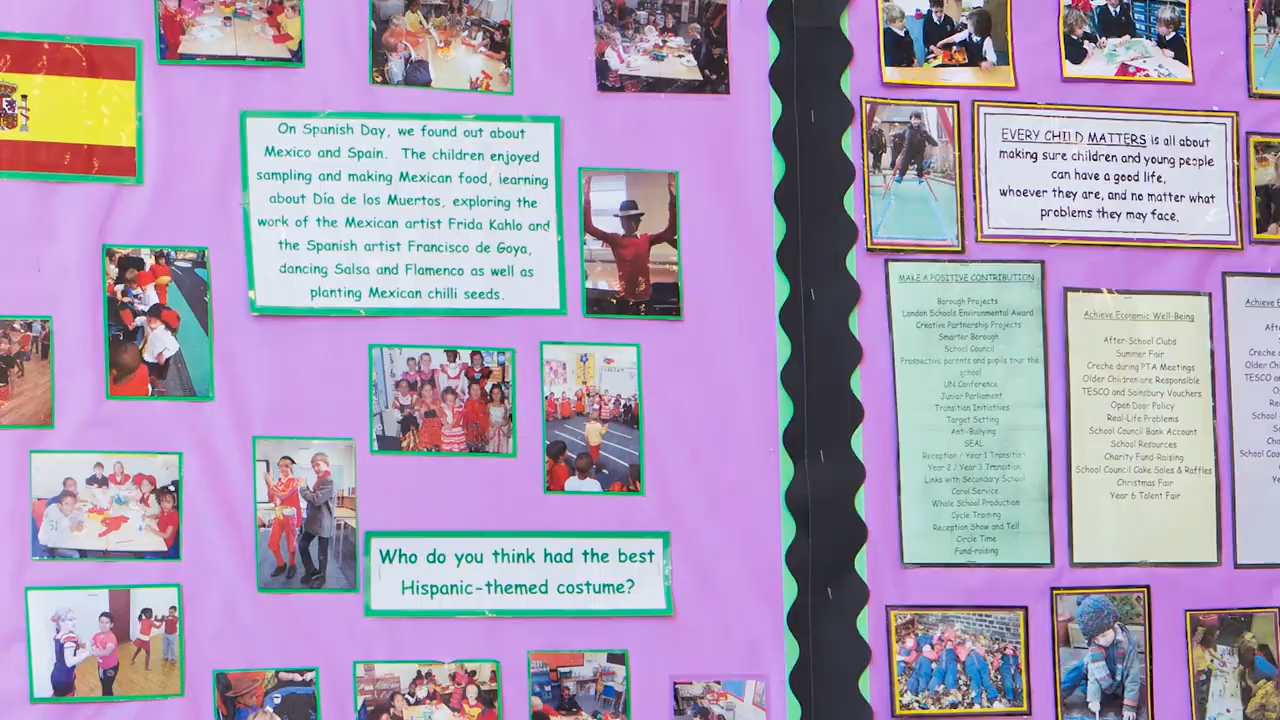 On Spanish Day, we found out about
Mexico and Spain. The children enjoyed
sampling and making Mexican food, learning
about Día de los Muertos, exploring the
work of the Mexican artist Frida Kahlo and
the Spanish artist Francisco de Goya,
dancing Salsa and Flamenco as well as
planting Mexican chilli seeds.
Who do you think had the best
Hispanic-themed costume?
EVERY CHILD MATTERS is all about
making sure children and young people
can have a good life,
whoever they are, and no matter what
problems they may face.
MAKE A POSITIVE CONTRIBUTION
Borough Projects
London Schools Environmental Award
Creative Partnership Projects
Smarter Borough
School Council
Prospective parents and pupils tour the
school
UN Conference
Junior Parliament
Transition Initiatives
Target Setting
Anti-Bullying
SEAL
Reception / Year 1 Transition
Year 2 / Year 3 Transition
Links with Secondary School
Carol Service
Whole School Production
Cycle Training
Reception Show and Tell
Circle Time
Fund-raising
Achieve Economic Well-Being
After-School Clubs
Summer Fair
Creche during PTA Meetings
Older Children are Responsible
TESCO and Sainsbury Vouchers
Open Door Policy
Real-Life Problems
School Council Bank Account
School Resources
Charity Fund-Raising
School Council Cake Sales & Raffles
Christmas Fair
Year 6 Talent Fair
Achieve
Creche
Older
TESCO
School
School